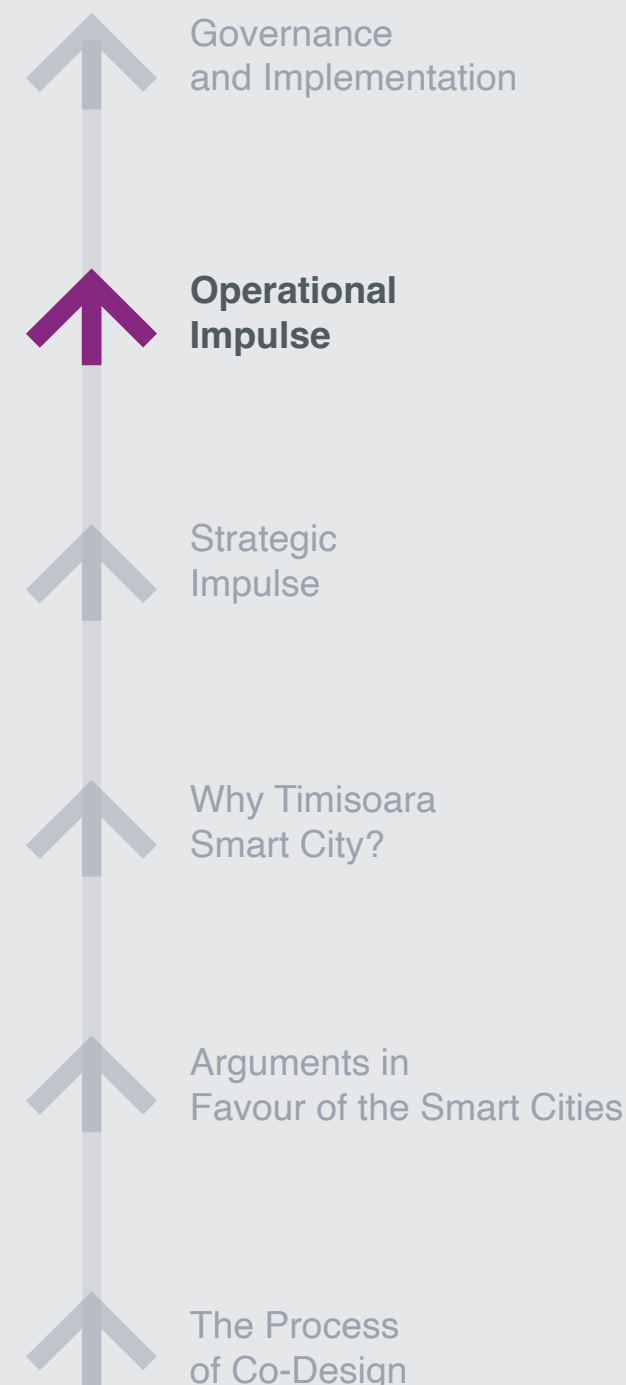 Governance
and Implementation
Operational
Impulse
Strategic
Impulse
Why Timisoara
Smart City?
Arguments in
Favour of the Smart Cities
The Process
of Co-Design